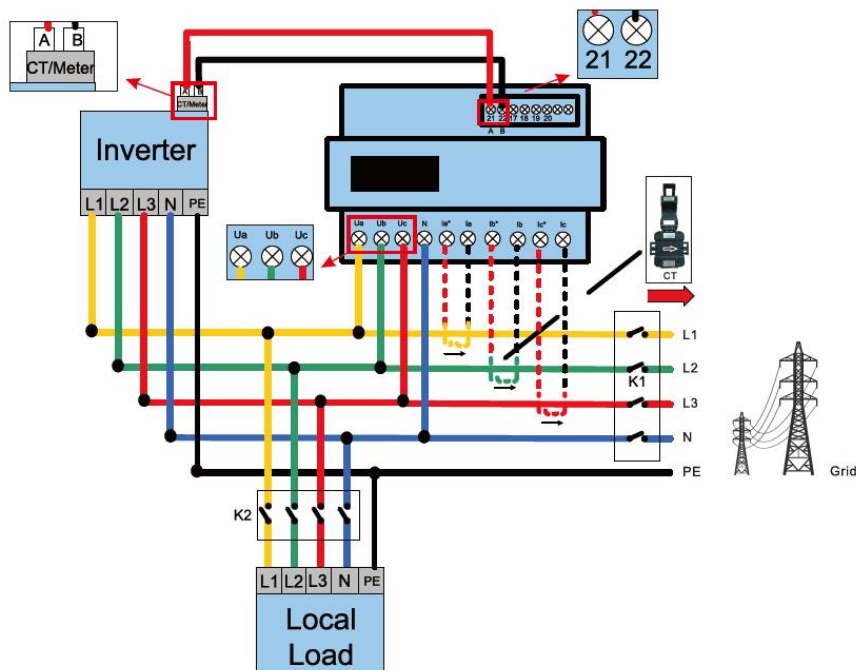 A B
CT/Meter
21 22
A B
CT/Meter
Inverter
L1 L2 L3 N PE
21 22 17 18 19 20
A B
Ua Ub Uc N Ia* Ia Ib* Ib Ic* Ic
Ua Ub Uc
CT
L1
L2
K1
L3
N
PE
Grid
K2
L1 L2 L3 N PE
Local
Load